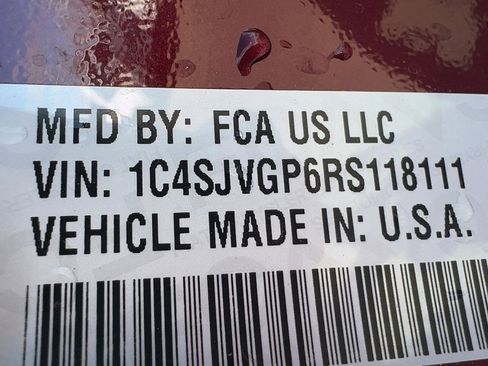 MFD BY: FCA US LLC
VIN: 1C4SJVGP6RS118111
VEHICLE MADE IN: U.S.A.